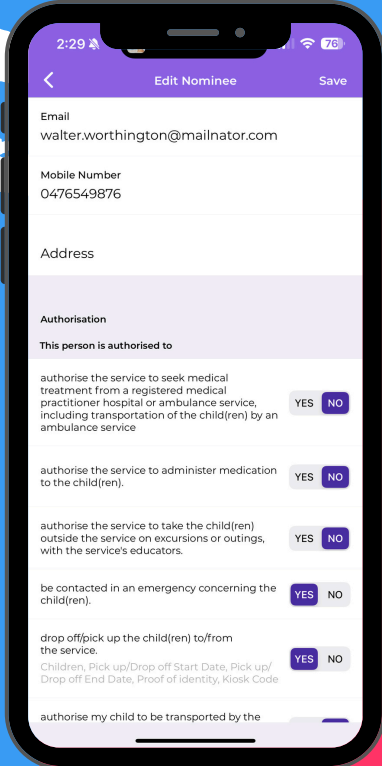 2:29
76
Edit Nominee
Save
Email
walter.worthington@mailnator.com
Mobile Number
0476549876
Address
Authorisation
This person is authorised to
authorise the service to seek medical
treatment from a registered medical
practitioner hospital or ambulance service,
including transportation of the child(ren) by an
ambulance service
YES NO
authorise the service to administer medication
to the child(ren).
YES NO
authorise the service to take the child(ren)
outside the service on excursions or outings,
with the service's educators.
YES NO
be contacted in an emergency concerning the
child(ren).
YES NO
drop off/pick up the child(ren) to/from
the service.
Children, Pick up/Drop off Start Date, Pick up/
Drop off End Date, Proof of identity, Kiosk Code
YES NO
authorise my child to be transported by the